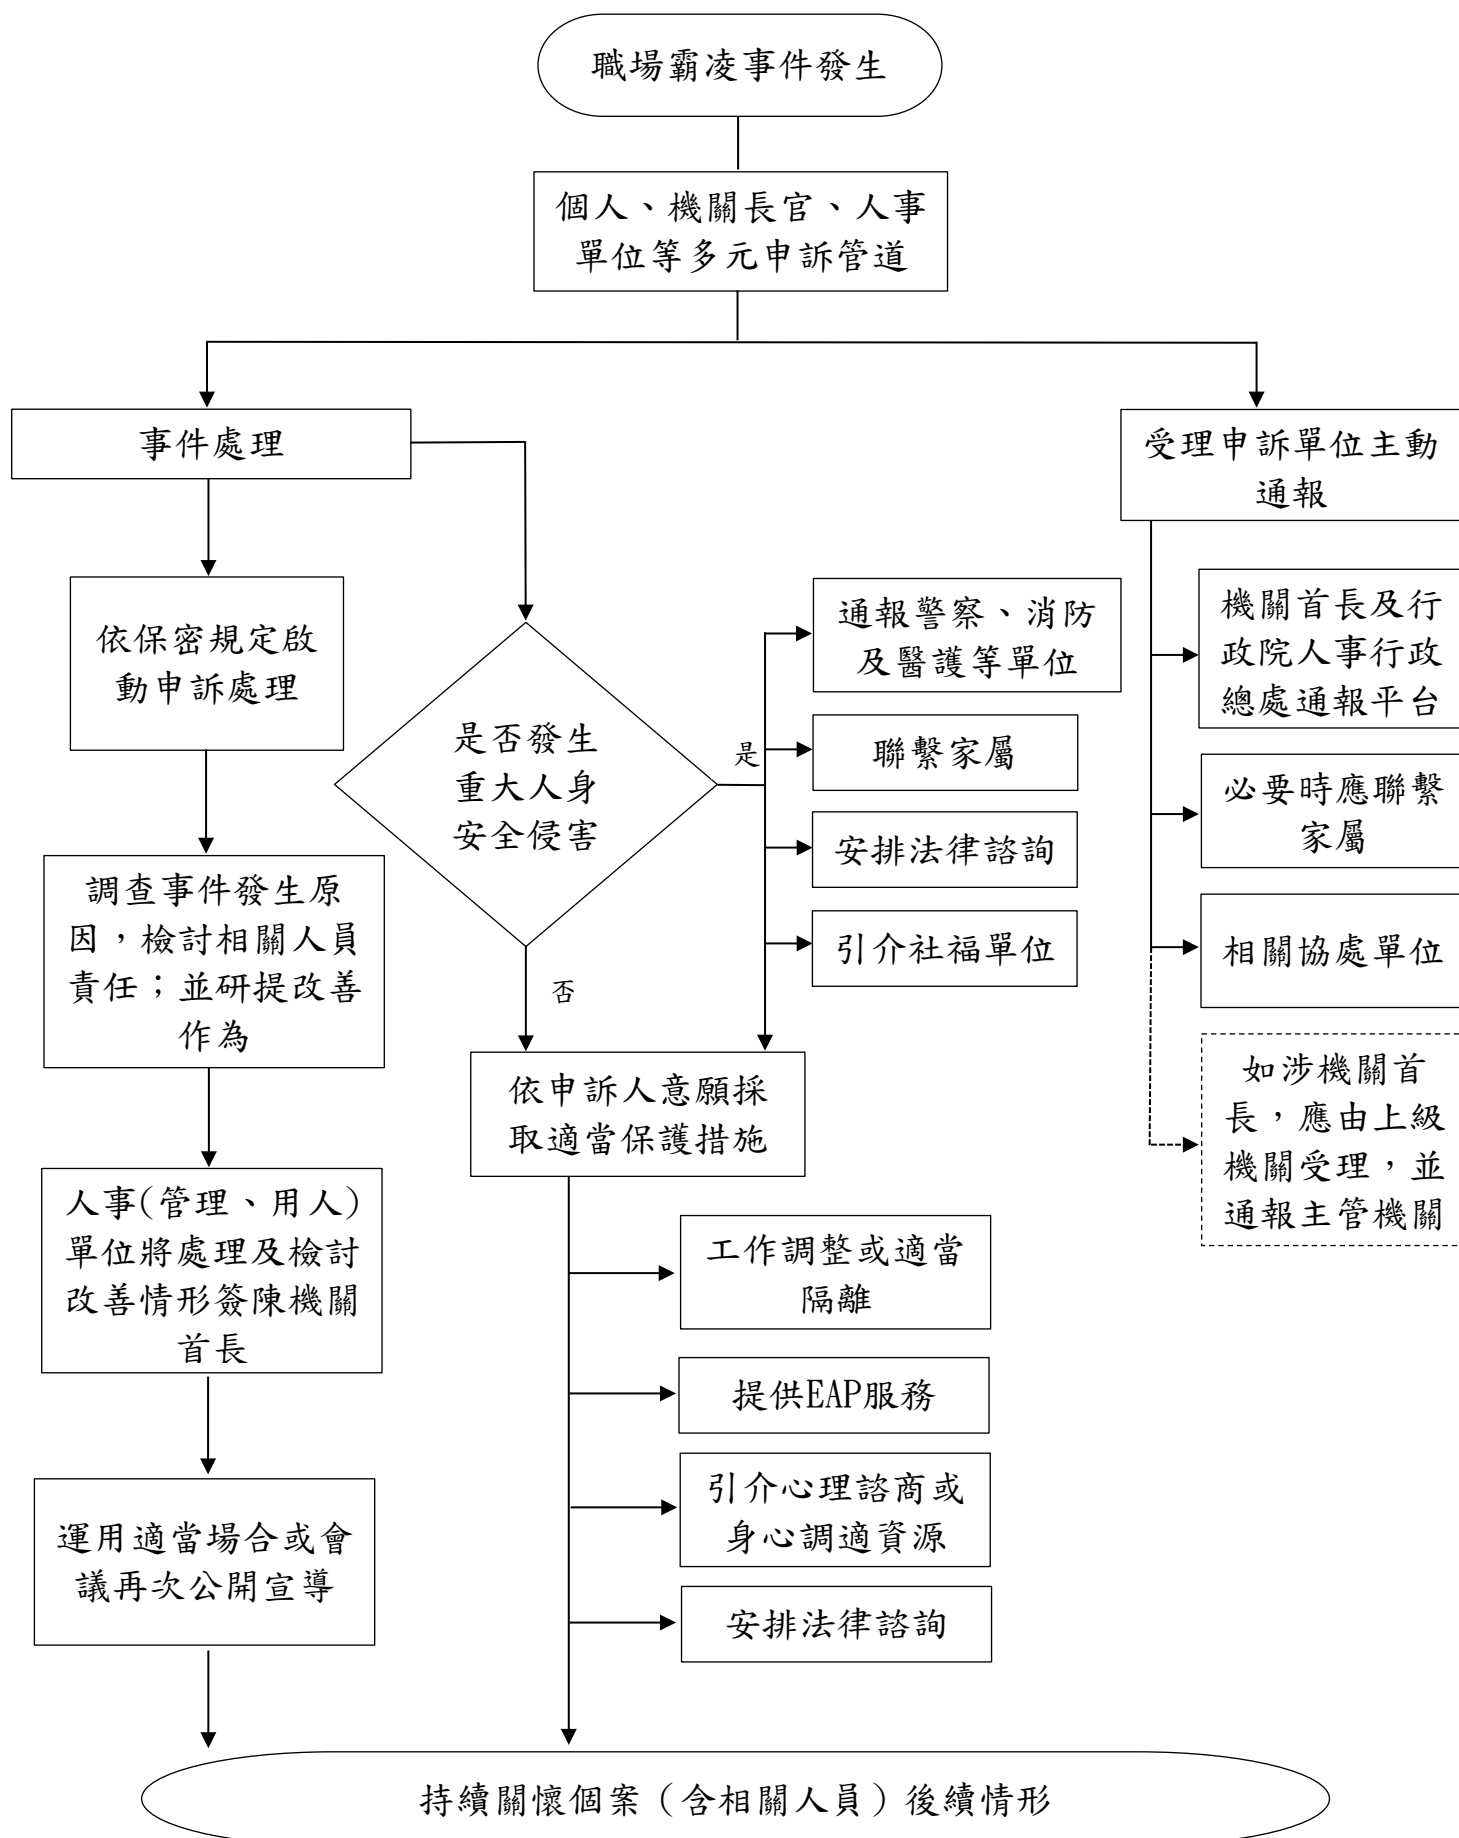 職場霸凌事件發生
個人、機關長官、人事
單位等多元申訴管道
事件處理
受理申訴單位主動
通報
依保密規定啟
動申訴處理
調查事件發生原
因，檢討相關人員
責任；並研提改善
作為
人事(管理、用人)
單位將處理及檢討
改善情形簽陳機關
首長
運用適當場合或會
議再次公開宣導
是否發生
重大人身
安全侵害
是
否
通報警察、消防
及醫護等單位
聯繫家屬
安排法律諮詢
引介社福單位
依申訴人意願採
取適當保護措施
工作調整或適當
隔離
提供EAP服務
引介心理諮商或
身心調適資源
安排法律諮詢
機關首長及行
政院人事行政
總處通報平台
必要時應聯繫
家屬
相關協處單位
如涉機關首
長，應由上級
機關受理，並
通報主管機關
持續關懷個案（含相關人員）後續情形